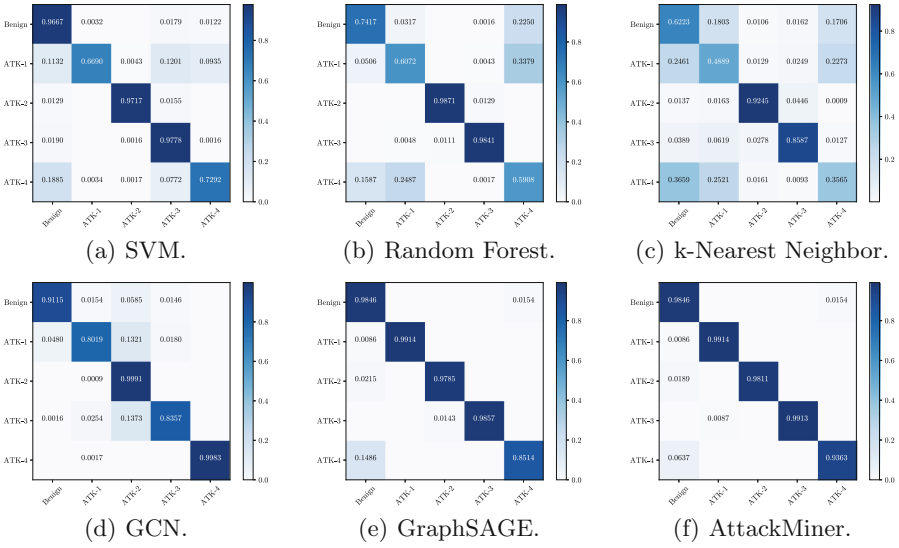 Benign 0.9667 0.0032 0.0179 0.0122
ATK-1 0.1132 0.6690 0.0043 0.1201 0.0935
ATK-2 0.0129 0.9717 0.0155
ATK-3 0.0190 0.0016 0.9778 0.0016
ATK-4 0.1885 0.0034 0.0017 0.0772 0.7292
Benign ATK-1 ATK-2 ATK-3 ATK-4
0.8
0.6
0.4
0.2
0.0
(a) SVM.
Benign 0.7417 0.0317 0.0016 0.2250
ATK-1 0.0506 0.6072 0.0043 0.3379
ATK-2 0.9871 0.0129
ATK-3 0.0048 0.0111 0.9841
ATK-4 0.1587 0.2487 0.0017 0.5908
Benign ATK-1 ATK-2 ATK-3 ATK-4
0.8
0.6
0.4
0.2
0.0
(b) Random Forest.
Benign 0.6223 0.1803 0.0106 0.0162 0.1706
ATK-1 0.2461 0.4889 0.0129 0.0249 0.2273
ATK-2 0.0137 0.0163 0.9245 0.0446 0.0009
ATK-3 0.0389 0.0619 0.0278 0.8587 0.0127
ATK-4 0.3659 0.2521 0.0161 0.0093 0.3565
Benign ATK-1 ATK-2 ATK-3 ATK-4
0.8
0.6
0.4
0.2
(c) k-Nearest Neighbor.
Benign 0.9115 0.0154 0.0585 0.0146
ATK-1 0.0480 0.8019 0.1321 0.0180
ATK-2 0.0009 0.9991
ATK-3 0.0016 0.0254 0.1373 0.8357
ATK-4 0.0017 0.9983
Benign ATK-1 ATK-2 ATK-3 ATK-4
0.8
0.6
0.4
0.2
0.0
(d) GCN.
Benign 0.9846 0.0154
ATK-1 0.0086 0.9914
ATK-2 0.0215 0.9785
ATK-3 0.0143 0.9857
ATK-4 0.1486 0.8514
Benign ATK-1 ATK-2 ATK-3 ATK-4
0.8
0.6
0.4
0.2
0.0
(e) GraphSAGE.
Benign 0.9846 0.0154
ATK-1 0.0086 0.9914
ATK-2 0.0189 0.9811
ATK-3 0.0087 0.9913
ATK-4 0.0637 0.9363
Benign ATK-1 ATK-2 ATK-3 ATK-4
0.8
0.6
0.4
0.2
0.0
(f) AttackMiner.